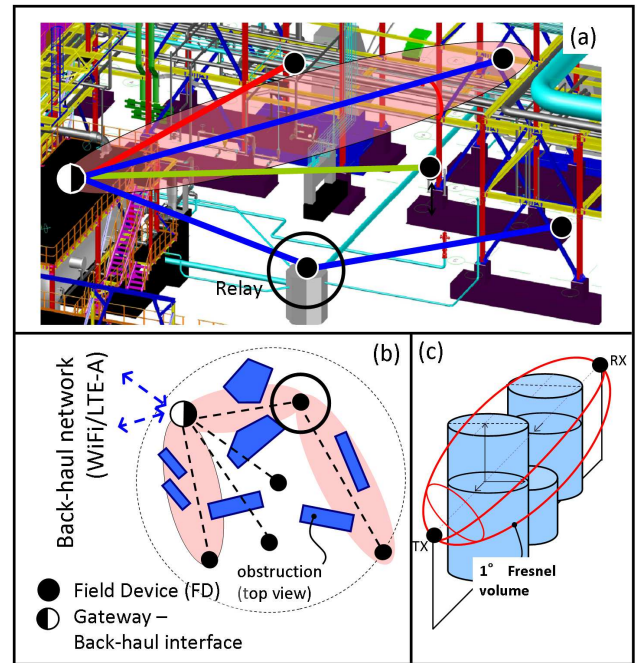 (a)
Relay
(b)
Back-haul network
(WiFi/LTE-A)
obstruction
(top view)
Field Device (FD)
Gateway –
Back-haul interface
(c)
RX
TX
1° Fresnel
volume